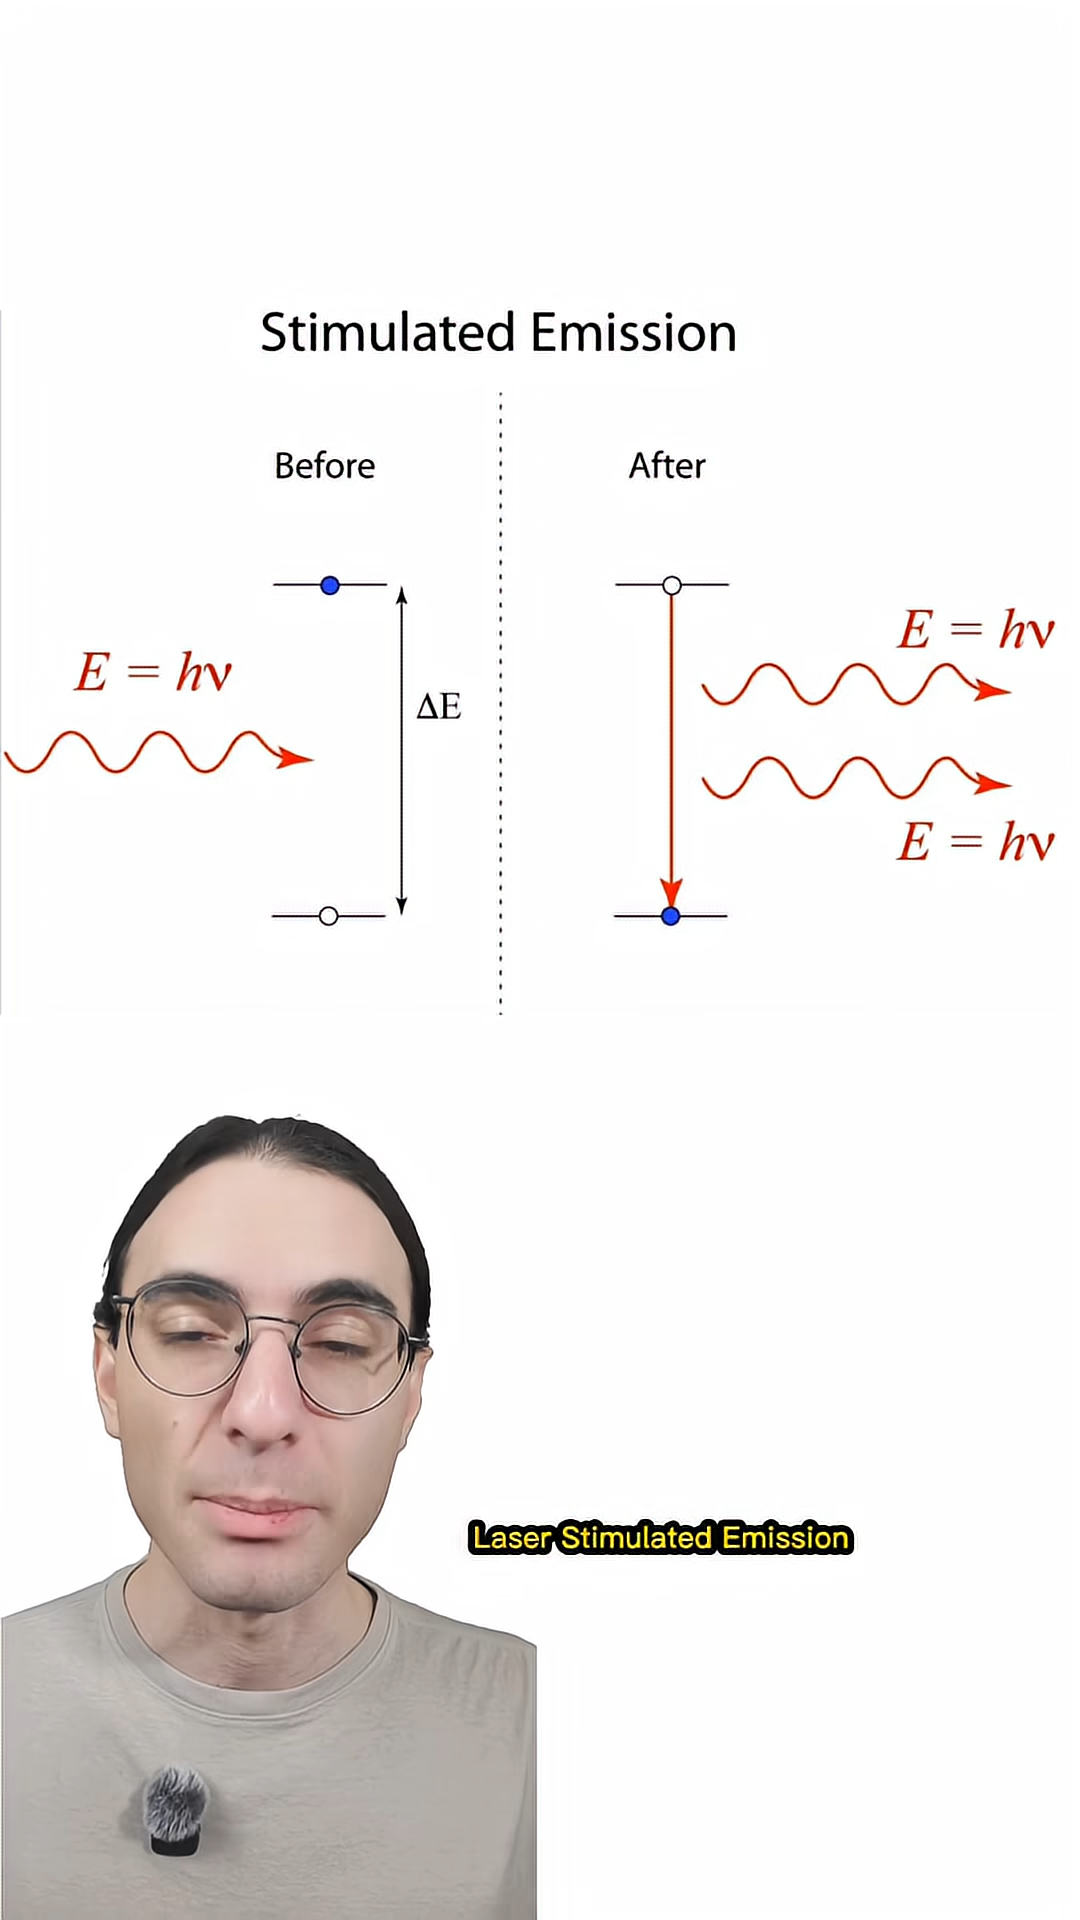 Stimulated Emission
Before
After
E = hν
E = hν
ΔE
E = hν
Laser Stimulated Emission